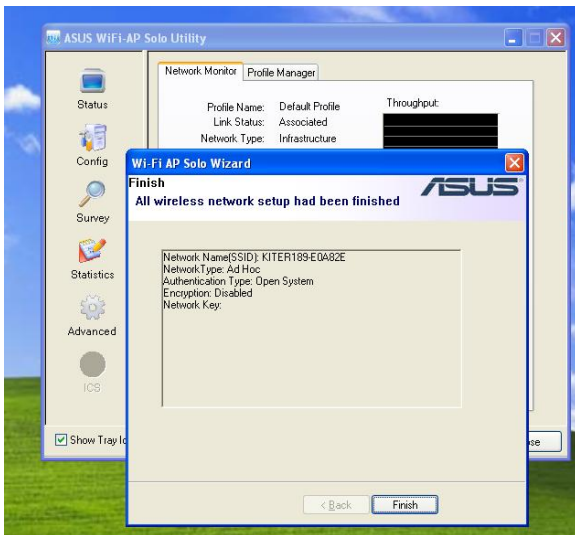 ASUS WiFi-AP Solo Utility
Network Monitor Profile Manager
Status
Profile Name: Default Profile
Throughput:
Link Status: Associated
Network Type: Infrastructure
Config
Survey
Statistics
Advanced
ICS
Show Tray Ic
se
Wi-Fi AP Solo Wizard
Finish
All wireless network setup had been finished
ASUS
Network Name(SSID): KITER189-E0A82E
NetworkType: Ad Hoc
Authentication Type: Open System
Encryption: Disabled
Network Key:
< Back Finish